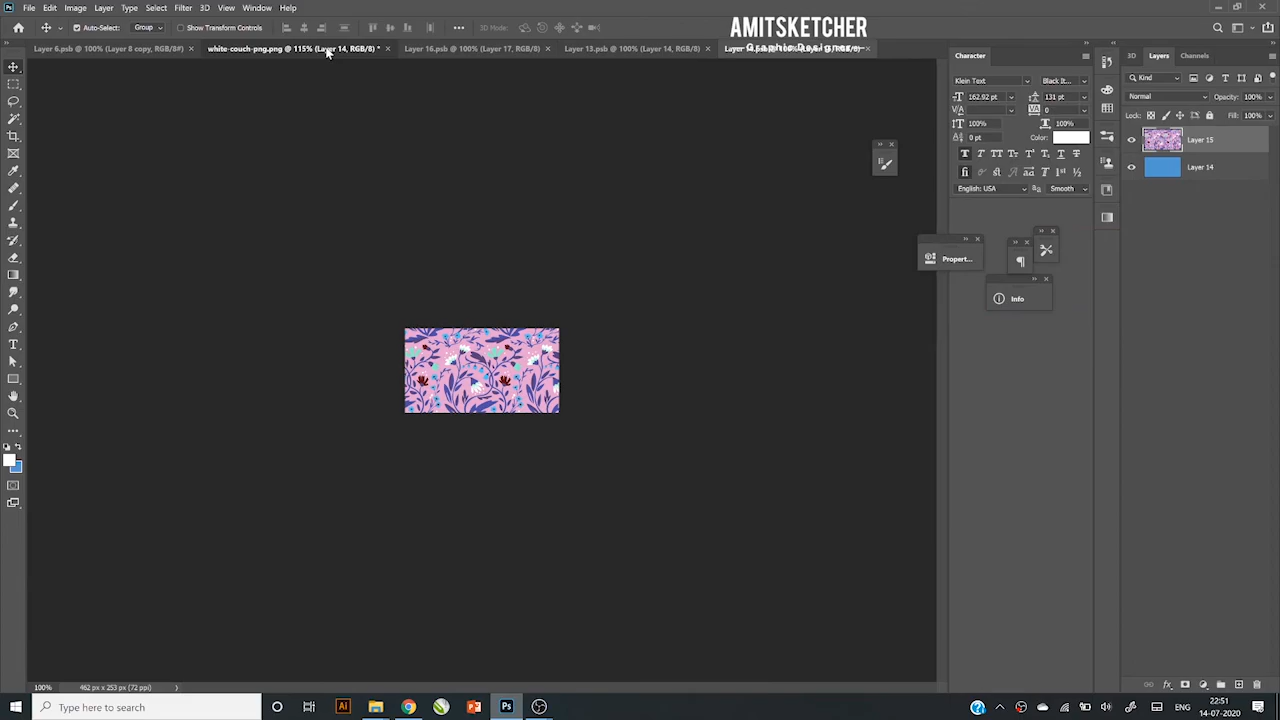 File Edit Image Layer Type Select Filter 3D View Window Help
AMITSKETCHER
-Graphic Designer-
Auto-Select: Group Show Transform Controls 3D Mode:
Layer 6.psb @ 100% (Layer 8 copy, RGB/8#) × white-couch-png.png @ 115% (Layer 14, RGB/8) * × Layer 16.psb @ 100% (Layer 17, RGB/8) × Layer 13.psb @ 100% (Layer 14, RGB/8) ×
Character
Klein Text Black It...
162.92 pt 131 pt
0
100% 100%
0 pt Color:
English: USA Smooth
3D Layers Channels
Kind
Normal Opacity: 100%
Lock: Fill: 100%
Layer 15
Layer 14
Propert...
Info
100% 462 px x 253 px (72 ppi)
Type here to search
ENG
22:51
14-07-2020